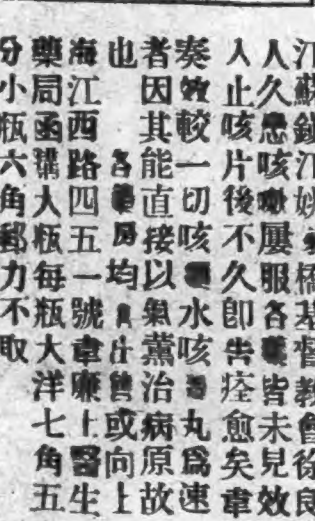 江蘇鎮江姚橋基督教會徐良
人久患咳嗽屢服各藥皆未見效
人止咳片後不久卽告痊愈矣韋
奏效較一切咳水咳丸爲速
者因其能直接以氣薰治病原故
也各藥房均有出售或向上
海江西路四五一號韋廉士醫生
藥局函購大瓶每瓶大洋七角五
分小瓶六角郵力不取